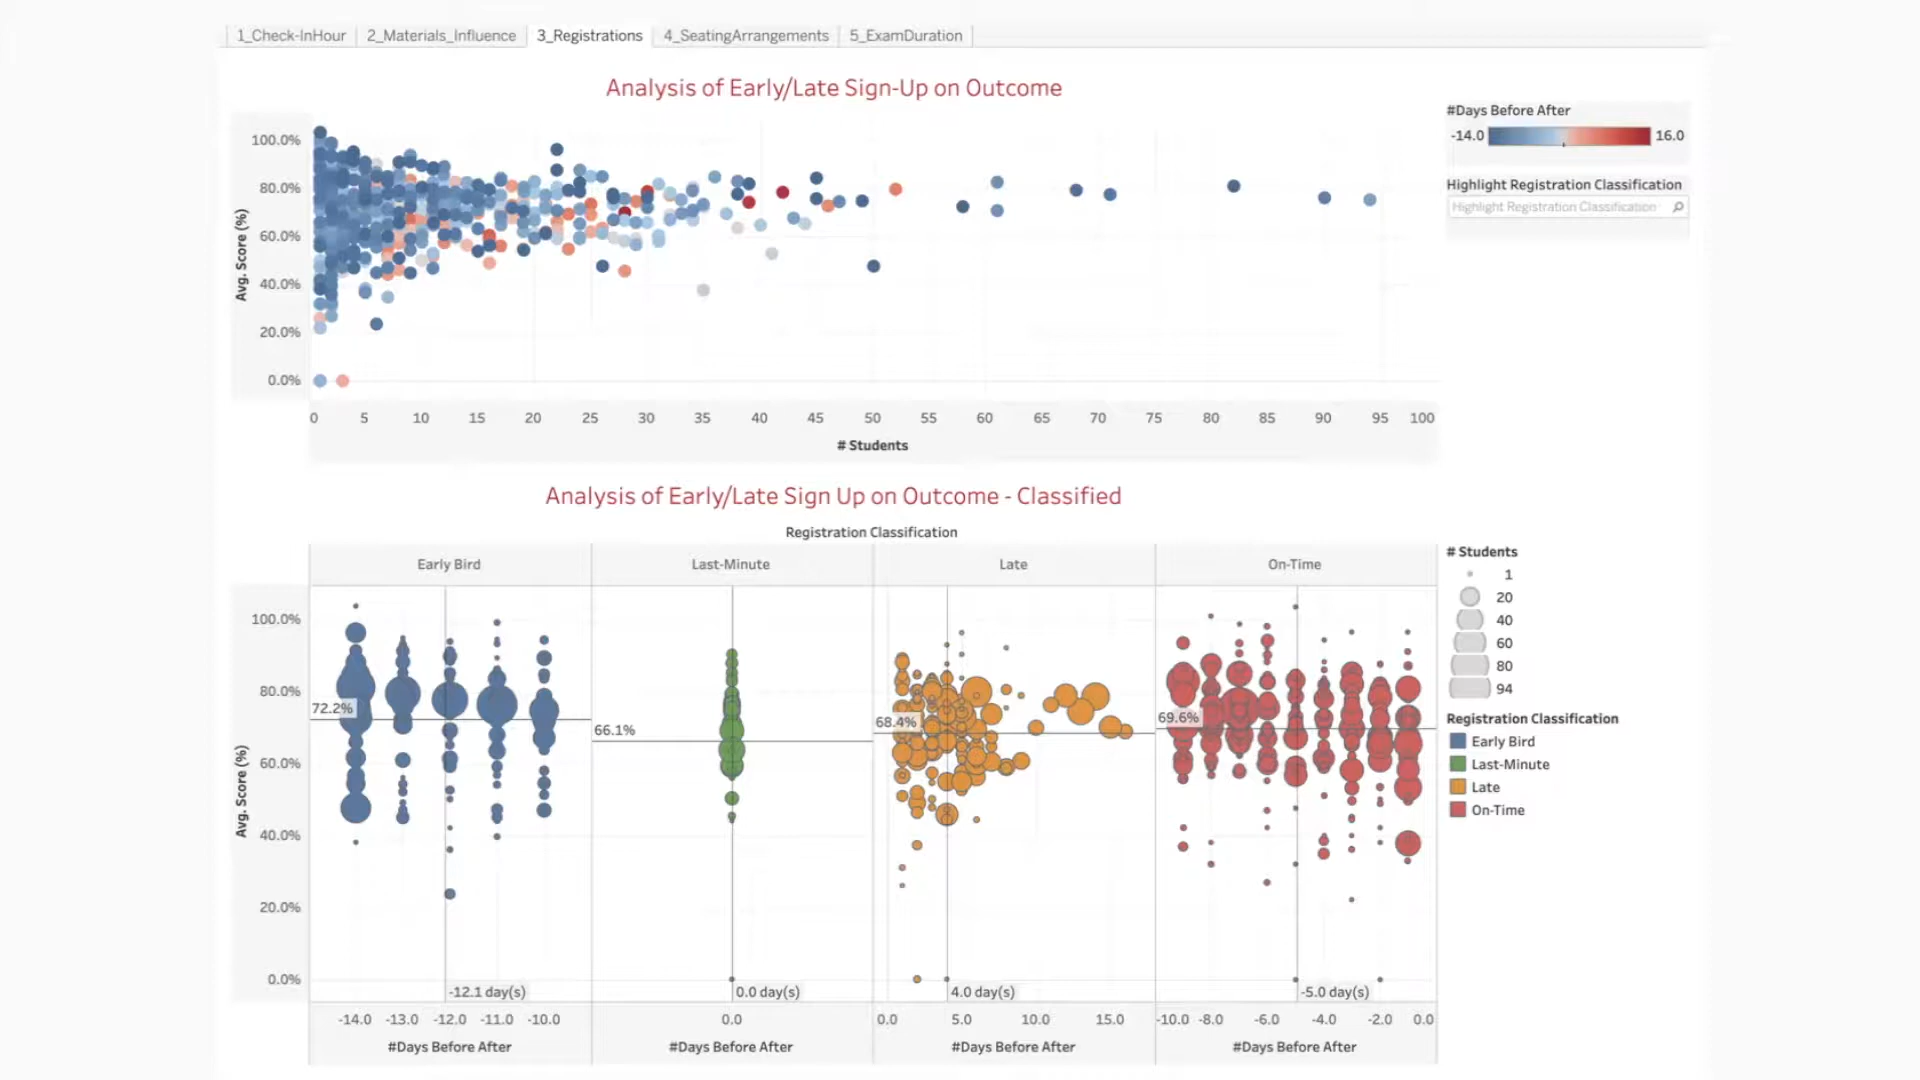 1_Check-InHour 2_Materials_Influence 3_Registrations 4_SeatingArrangements 5_ExamDuration
Analysis of Early/Late Sign-Up on Outcome
#Days Before After
-14.0 16.0
Highlight Registration Classification
Highlight Registration Classification
Avg. Score (%)
100.0%
80.0%
60.0%
40.0%
20.0%
0.0%
0 5 10 15 20 25 30 35 40 45 50 55 60 65 70 75 80 85 90 95 100
# Students
Analysis of Early/Late Sign Up on Outcome - Classified
Registration Classification
Early Bird Last-Minute Late On-Time
Avg. Score (%)
100.0%
80.0%
60.0%
40.0%
20.0%
0.0%
72.2% 66.1% 68.4% 69.6%
-12.1 day(s) 0.0 day(s) 4.0 day(s) -5.0 day(s)
-14.0 -13.0 -12.0 -11.0 -10.0 0.0 0.0 5.0 10.0 15.0 -10.0 -8.0 -6.0 -4.0 -2.0 0.0
#Days Before After #Days Before After #Days Before After #Days Before After
# Students
1
20
40
60
80
94
Registration Classification
Early Bird
Last-Minute
Late
On-Time